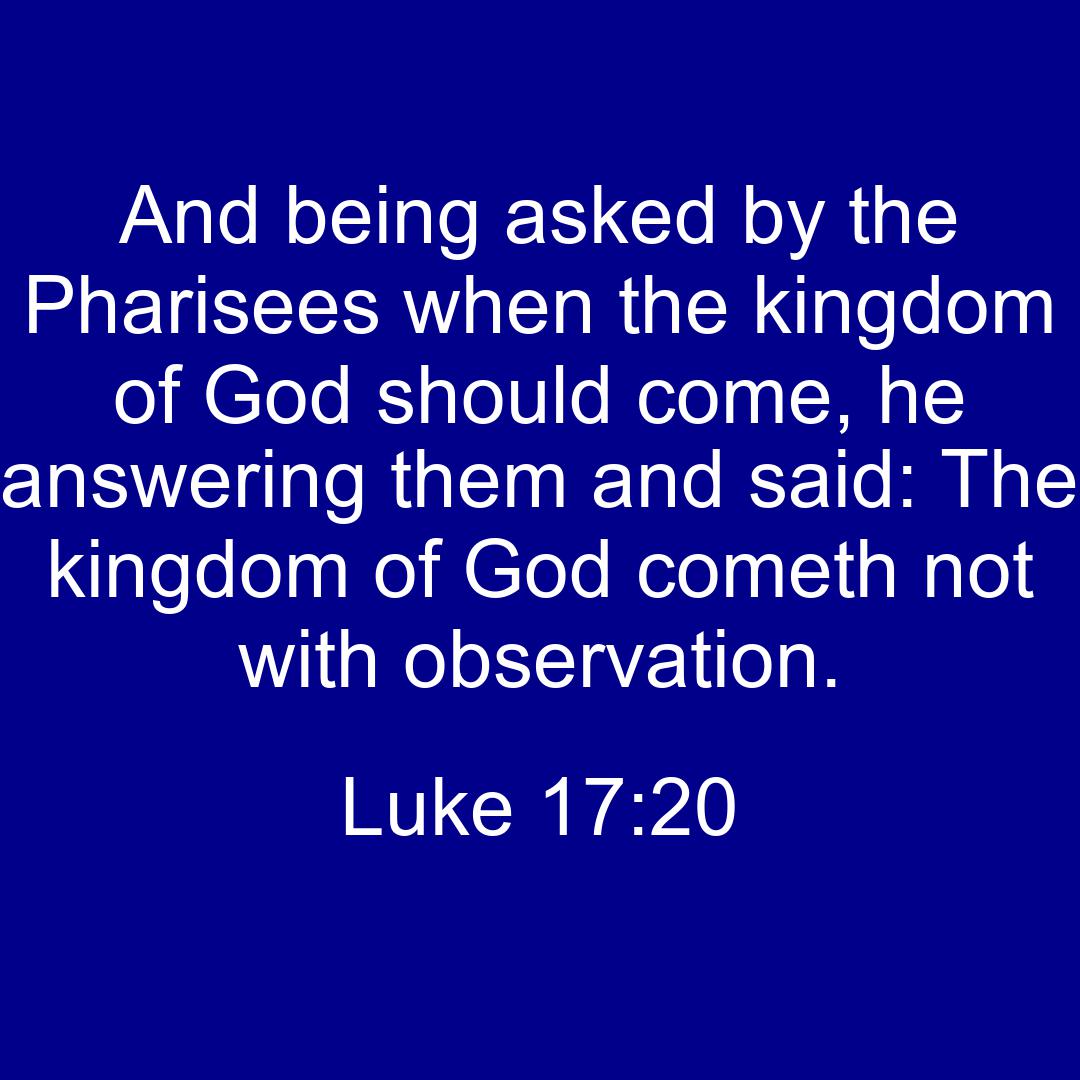 And being asked by the
Pharisees when the kingdom
of God should come, he
answering them and said: The
kingdom of God cometh not
with observation.
Luke 17:20